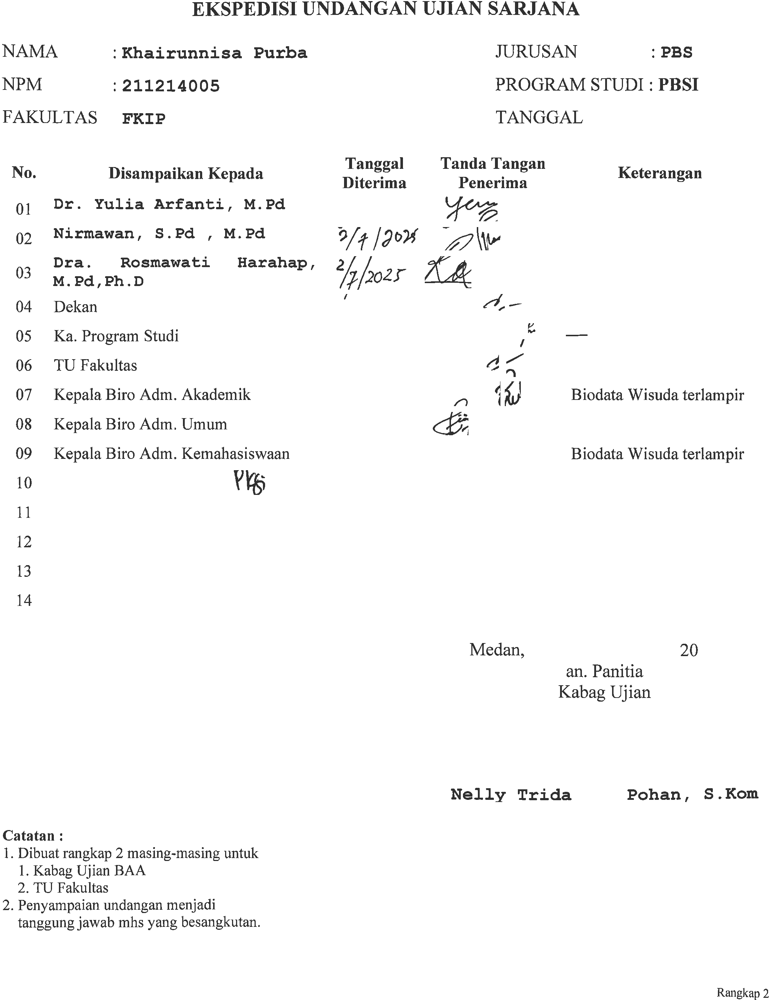 EKSPEDISI UNDANGAN UJIAN SARJANA
NAMA : Khairunnisa Purba JURUSAN : PBS
NPM : 211214005 PROGRAM STUDI : PBSI
FAKULTAS FKIP TANGGAL
No. Disampaikan Kepada Tanggal Diterima Tanda Tangan Penerima Keterangan
01 Dr. Yulia Arfanti, M.Pd
02 Nirmawan, S.Pd , M.Pd /2025
03 Dra. Rosmawati Harahap, M.Pd,Ph.D 2/7/2025
04 Dekan
05 Ka. Program Studi
06 TU Fakultas
07 Kepala Biro Adm. Akademik Biodata Wisuda terlampir
08 Kepala Biro Adm. Umum
09 Kepala Biro Adm. Kemahasiswaan Biodata Wisuda terlampir
10
11
12
13
14
Medan, 20
an. Panitia
Kabag Ujian
Nelly Trida Pohan, S.Kom
Catatan :
1. Dibuat rangkap 2 masing-masing untuk
1. Kabag Ujian BAA
2. TU Fakultas
2. Penyampaian undangan menjadi
tanggung jawab mhs yang besangkutan.
Rangkap 2